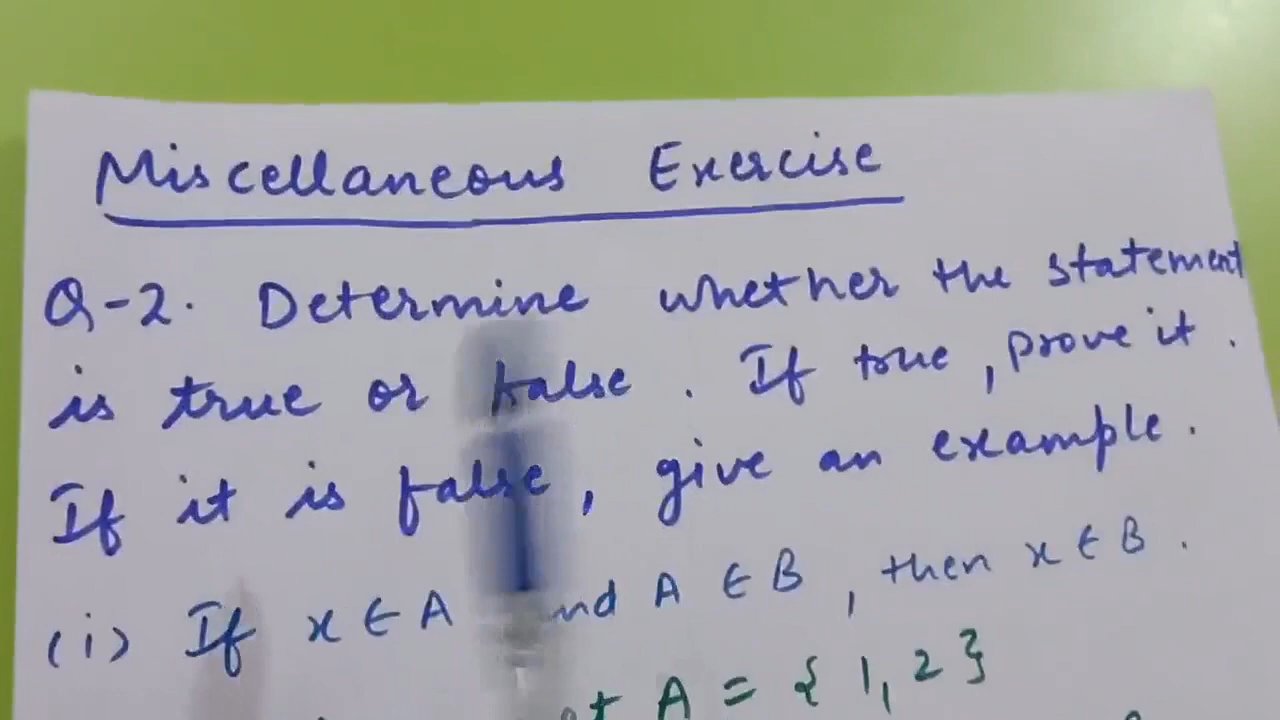 Miscellaneous Exercise
Q-2. Determine whether the statement
is true or false. If true, prove it.
If it is false, give an example.
(i) If x ∈ A and A ∈ B, then x ∈ B.
A = {1, 2}